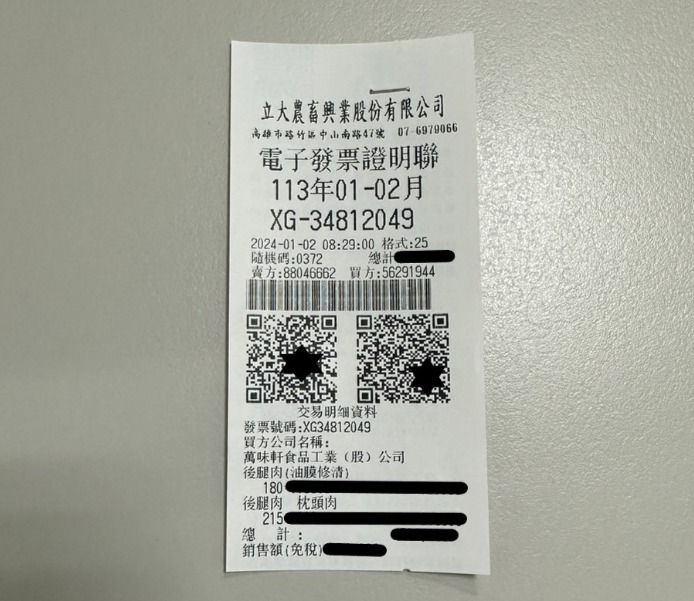 立大農畜興業股份有限公司
高雄市路竹區中山南路47號 07-6979066
電子發票證明聯
113年01-02月
XG-34812049
2024-01-02 08:29:00 格式:25
隨機碼:0372 總計
賣方:88046662 買方:56291944
交易明細資料
發票號碼:XG34812049
買方公司名稱:
萬味軒食品工業（股）公司
後腿肉(油膜修清)
180
後腿肉 枕頭肉
215
總 計 :
銷售額(免稅)